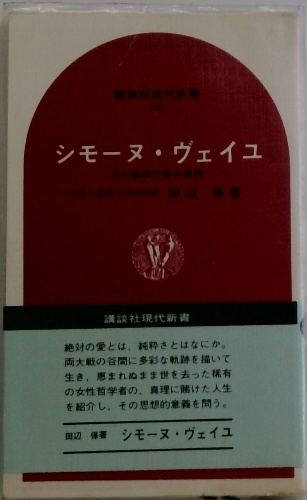 講談社現代新書
シモーヌ・ヴェイユ
田辺 保著
講談社現代新書
絶対の愛とは、純粋さとはなにか。
両大戦の谷間に多彩な軌跡を描いて
生き、恵まれぬまま世を去った稀有
の女性哲学者の、真理に賭けた人生
を紹介し、その思想的意義を問う。
田辺 保著 シモーヌ・ヴェイユ